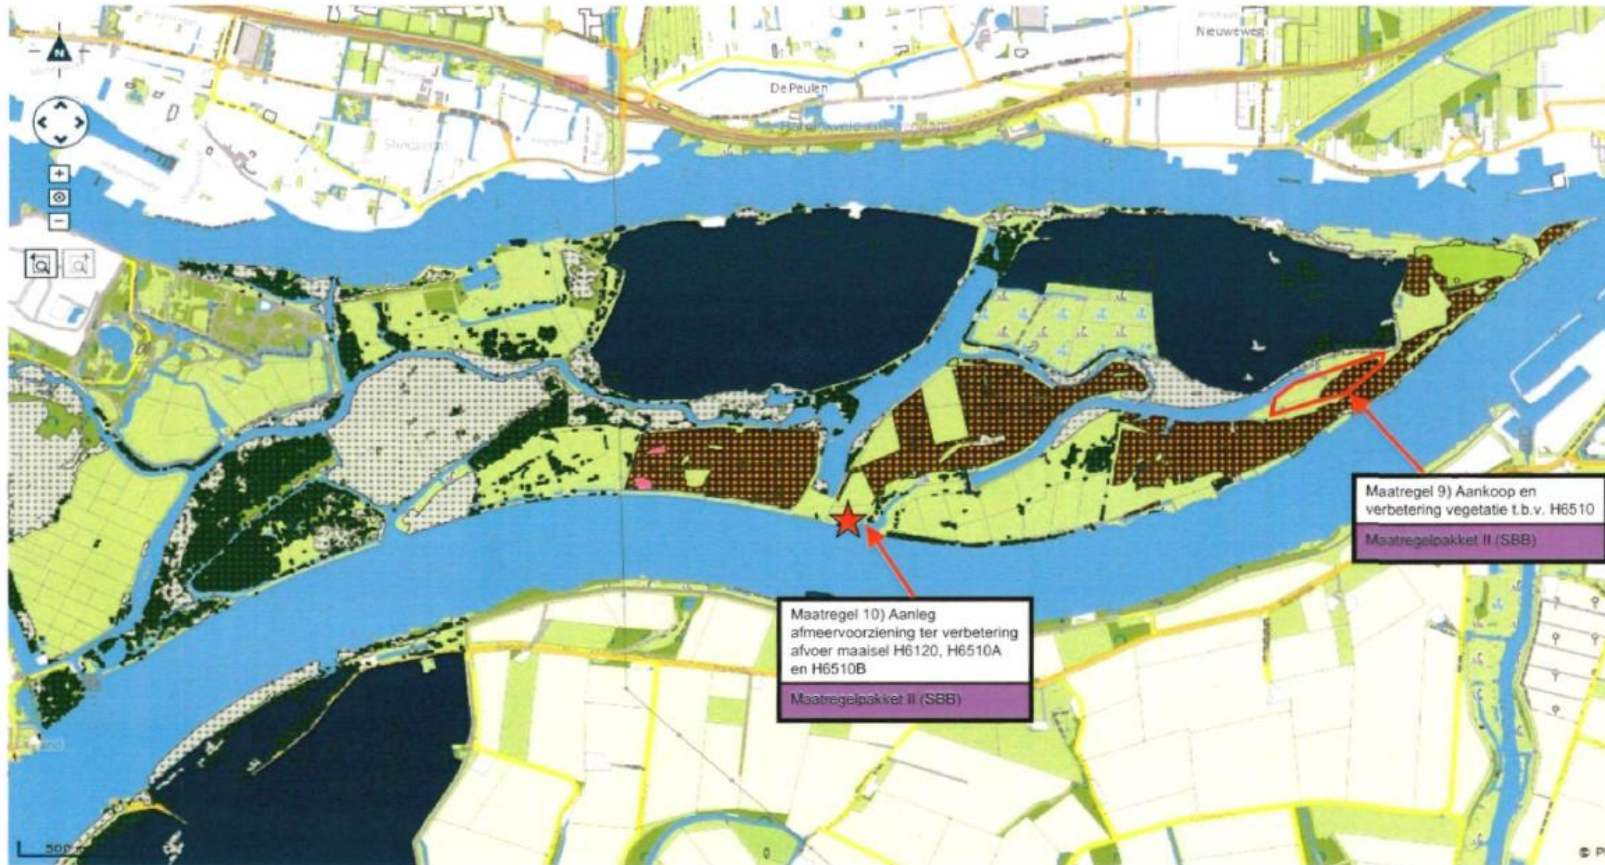 N
Nieuweweg
De Peulen
Sliedrecht
Maatregel 9) Aankoop en
verbetering vegetatie t.b.v. H6510
Maatregelpakket II (SBB)
Maatregel 10) Aanleg
afmeervoorziening ter verbetering
afvoer maaisel H6120, H6510A
en H6510B
Maatregelpakket II (SBB)
500 m